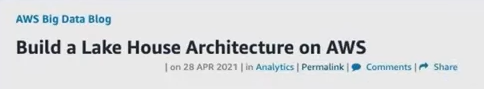 AWS Big Data Blog
Build a Lake House Architecture on AWS
| on 28 APR 2021 | in Analytics | Permalink | Comments | Share